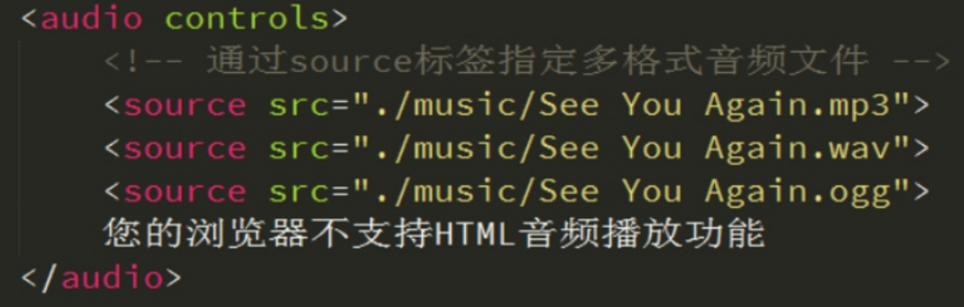 <audio controls>
<!-- 通过source标签指定多格式音频文件 -->
<source src="./music/See You Again.mp3">
<source src="./music/See You Again.wav">
<source src="./music/See You Again.ogg">
您的浏览器不支持HTML音频播放功能
</audio>